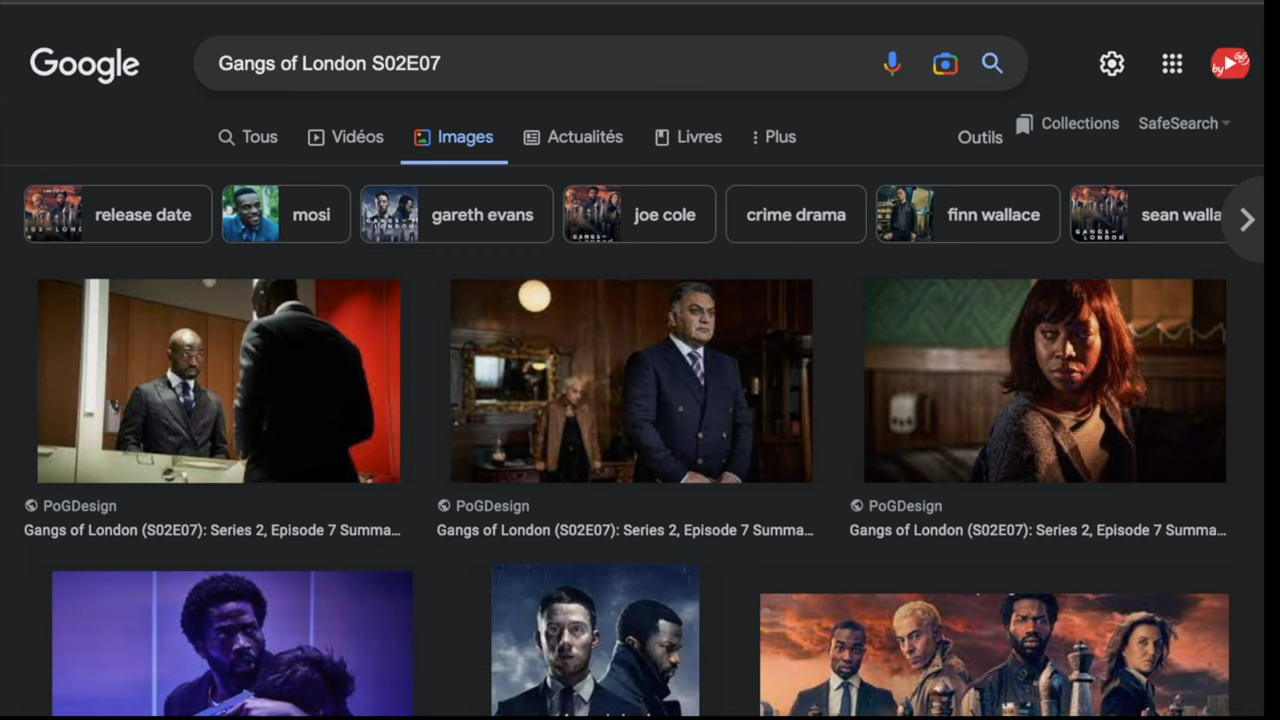 Google
Gangs of London S02E07
by GG
Tous
Vidéos
Images
Actualités
Livres
Plus
Outils
Collections
SafeSearch
release date
mosi
gareth evans
joe cole
crime drama
finn wallace
sean walla
PoGDesign
Gangs of London (S02E07): Series 2, Episode 7 Summa...
PoGDesign
Gangs of London (S02E07): Series 2, Episode 7 Summa...
PoGDesign
Gangs of London (S02E07): Series 2, Episode 7 Summa...